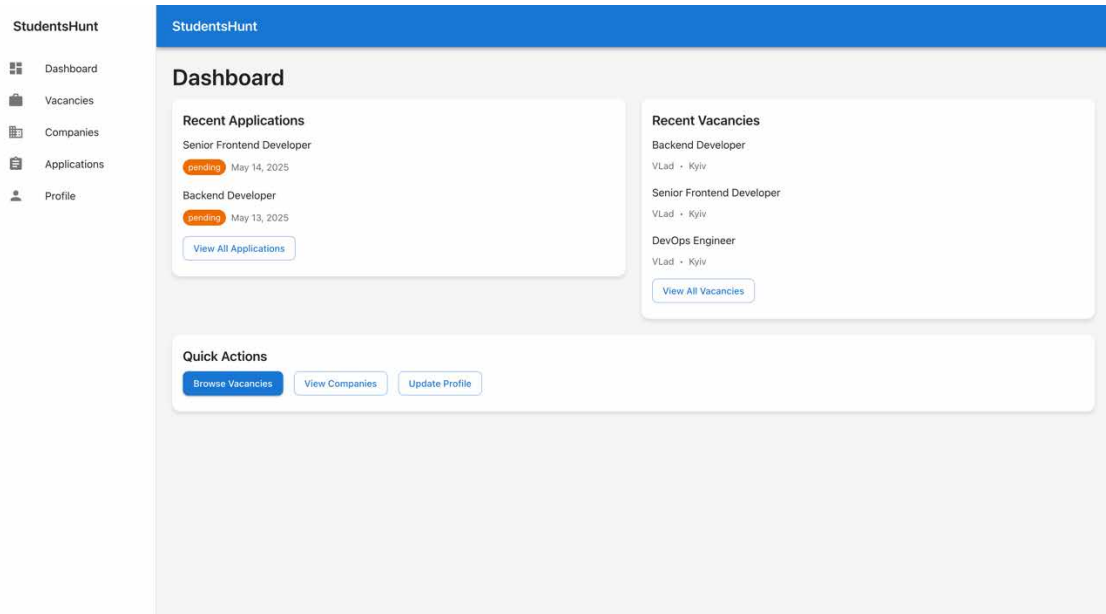 StudentsHunt
Dashboard
Vacancies
Companies
Applications
Profile
StudentsHunt
Dashboard
Recent Applications
Senior Frontend Developer
pending May 14, 2025
Backend Developer
pending May 13, 2025
View All Applications
Recent Vacancies
Backend Developer
VLad • Kyiv
Senior Frontend Developer
VLad • Kyiv
DevOps Engineer
VLad • Kyiv
View All Vacancies
Quick Actions
Browse Vacancies View Companies Update Profile